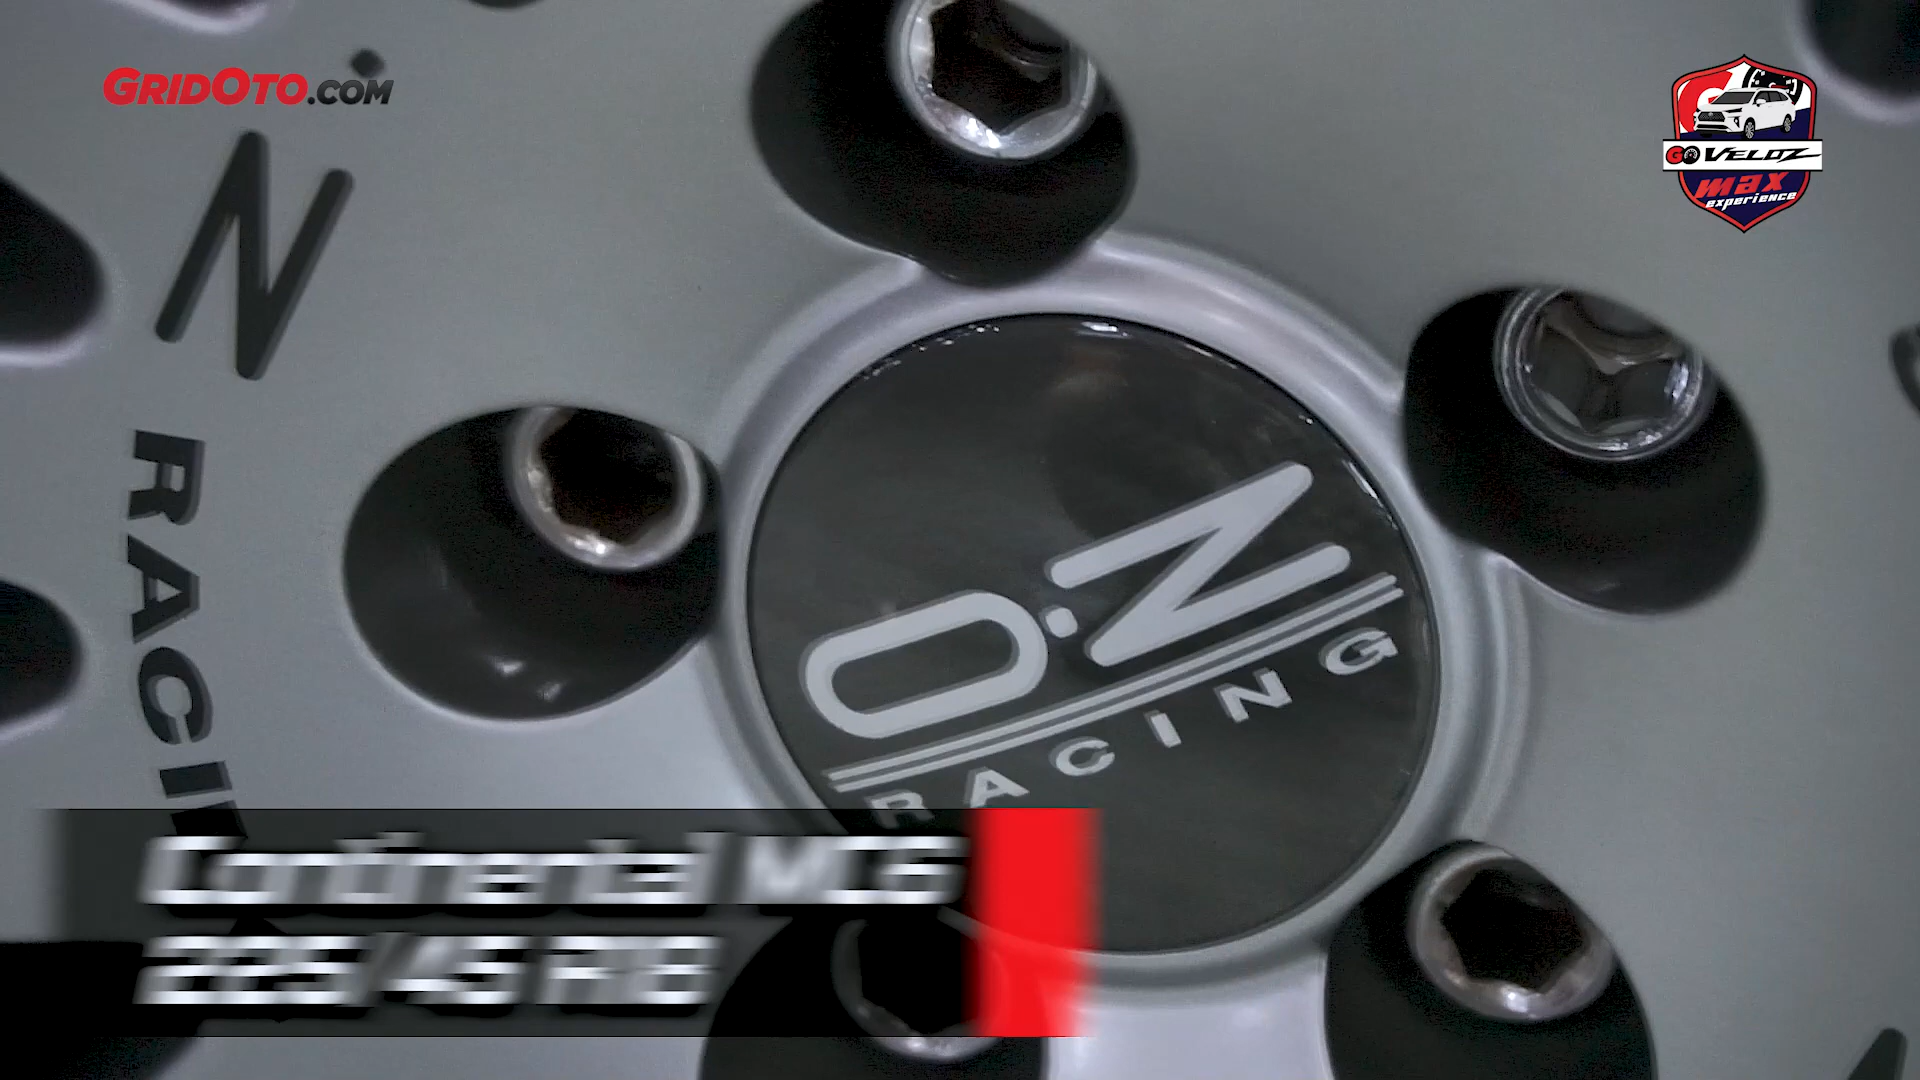 GRIDOTO.COM
GO VELOZ
max
experience
N
RACI
O.N
RACING
Continental MC6
225/45 R18